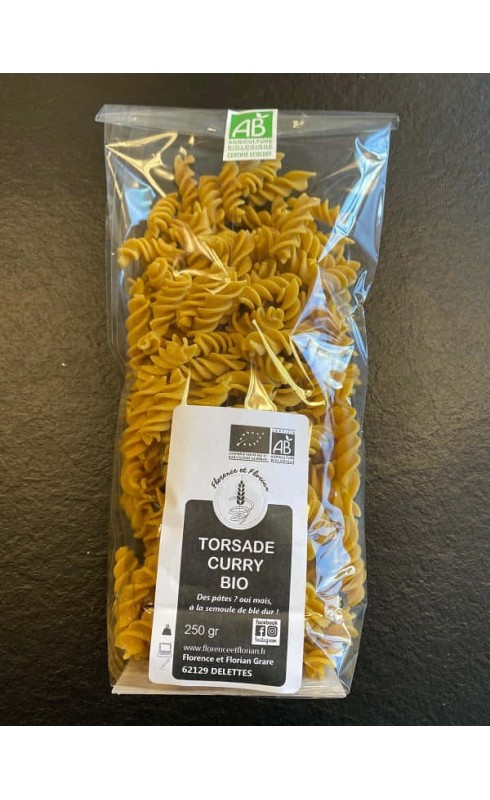 AB
AGRICULTURE
BIOLOGIQUE
AB
Florence et Florian
TORSADE
CURRY
BIO
Des pâtes ? oui mais,
à la semoule de blé dur !
250 gr
facebook
Instagram
www.florenceetflorian.fr
Florence et Florian Grare
62129 DELETTES